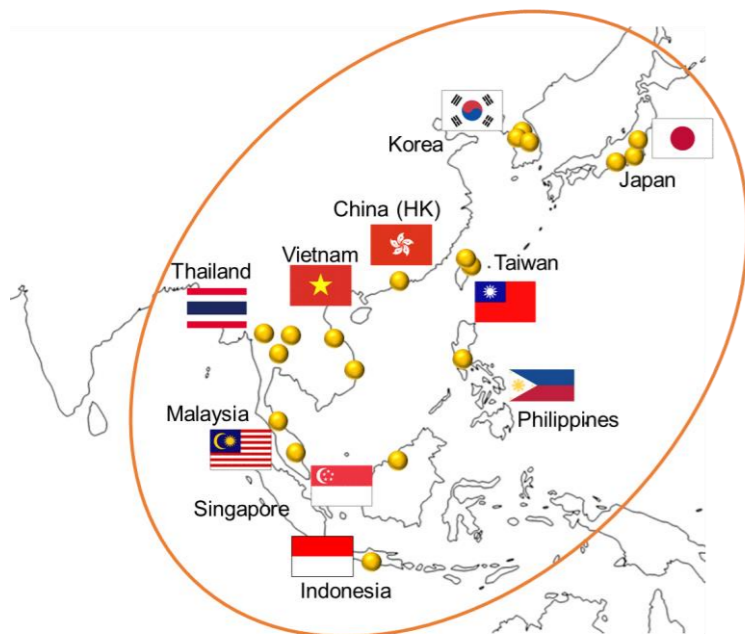 Korea
Japan
China (HK)
Vietnam
Taiwan
Thailand
Malaysia
Philippines
Singapore
Indonesia